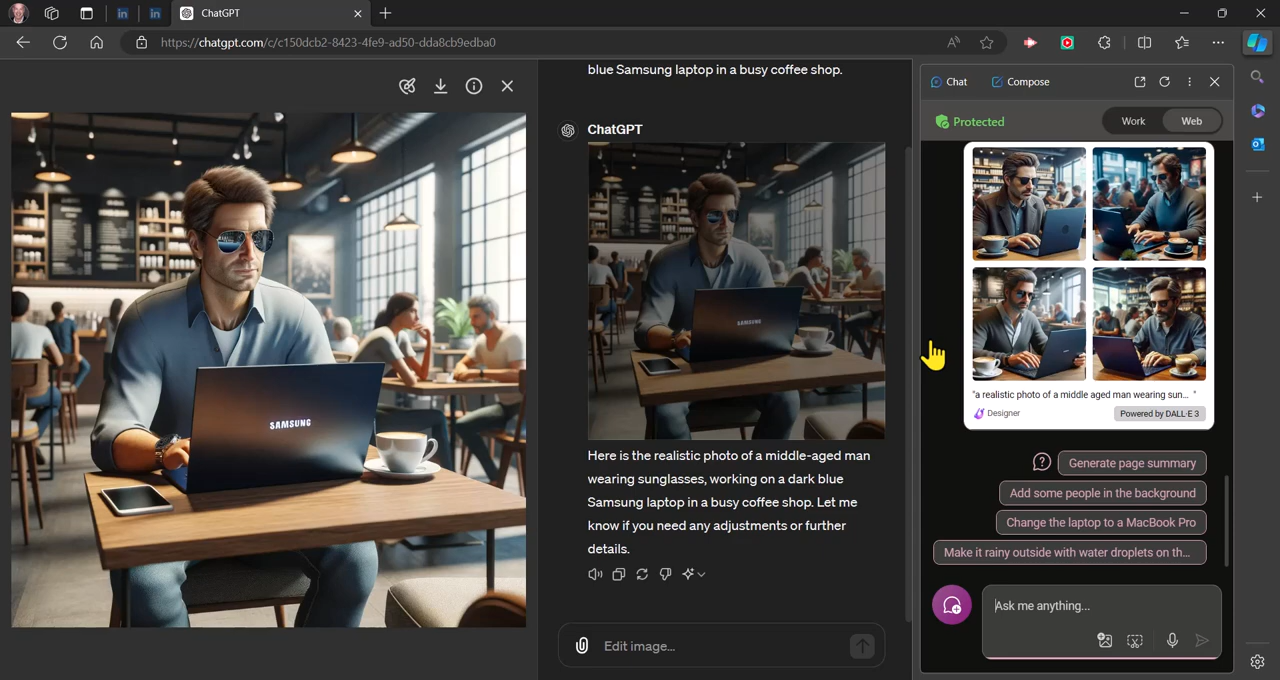 ChatGPT
https://chatgpt.com/c/c150dcb2-8423-4fe9-ad50-dda8cb9edba0
SAMSUNG
blue Samsung laptop in a busy coffee shop.
ChatGPT
SAMSUNG
Here is the realistic photo of a middle-aged man
wearing sunglasses, working on a dark blue
Samsung laptop in a busy coffee shop. Let me
know if you need any adjustments or further
details.
Edit image...
Chat
Compose
Protected
Work
Web
"a realistic photo of a middle aged man wearing sun... "
Designer
Powered by DALL·E 3
Generate page summary
Add some people in the background
Change the laptop to a MacBook Pro
Make it rainy outside with water droplets on th...
Ask me anything...